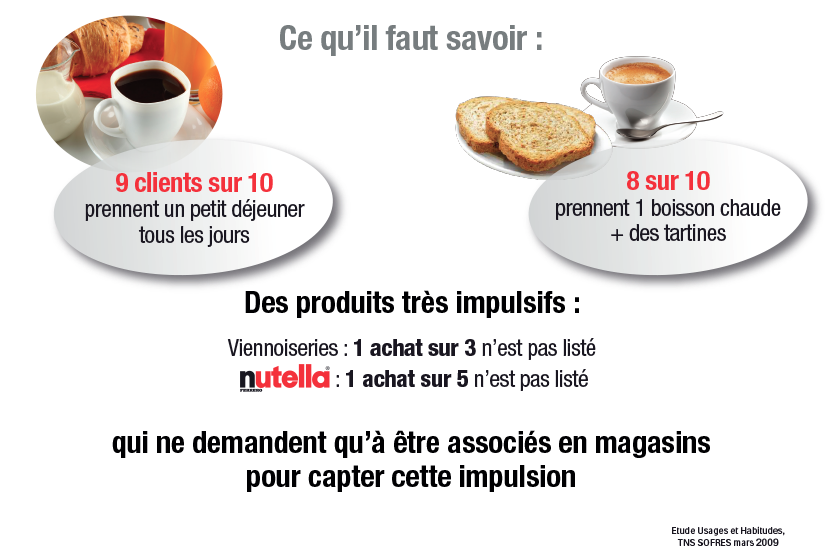 Ce qu'il faut savoir :
9 clients sur 10
prennent un petit déjeuner
tous les jours
8 sur 10
prennent 1 boisson chaude
+ des tartines
Des produits très impulsifs :
Viennoiseries : 1 achat sur 3 n'est pas listé
FERRERO nutella® : 1 achat sur 5 n'est pas listé
qui ne demandent qu'à être associés en magasins
pour capter cette impulsion
Etude Usages et Habitudes,
TNS SOFRES mars 2009